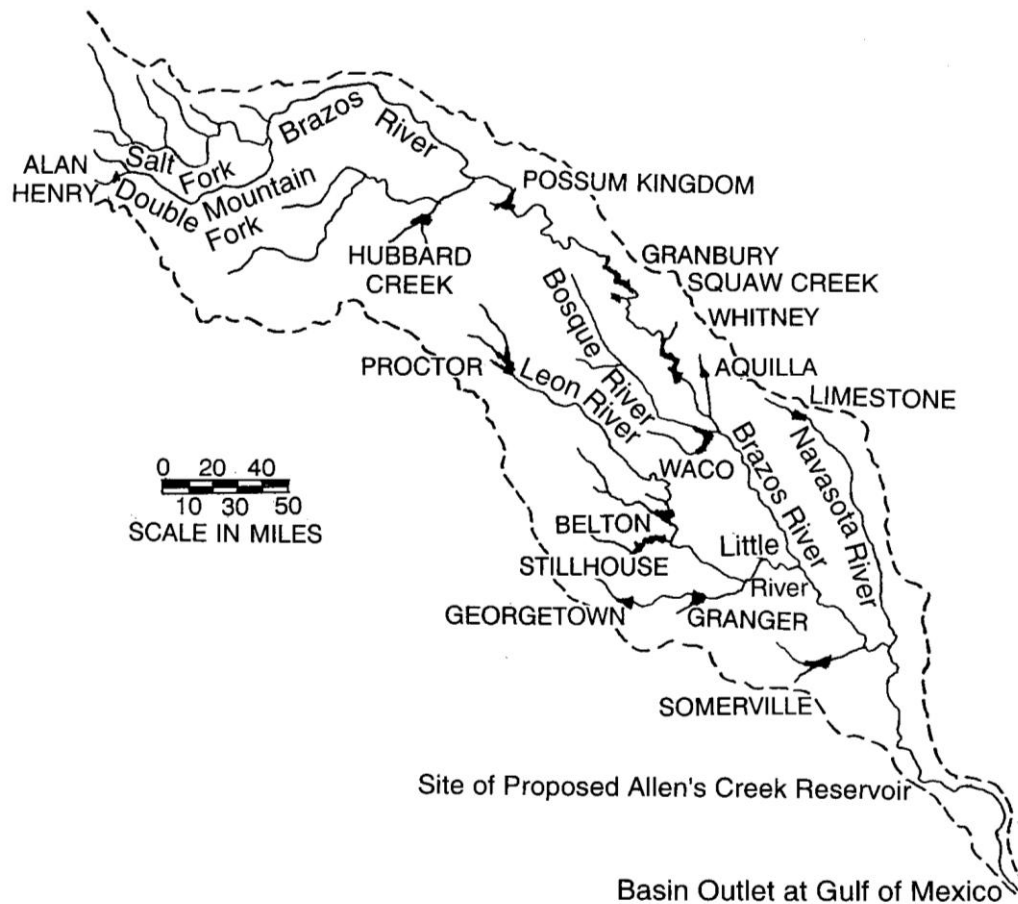 Brazos
River
Salt
Fork
ALAN
HENRY
Double Mountain
Fork
POSSUM KINGDOM
HUBBARD
CREEK
GRANBURY
SQUAW CREEK
WHITNEY
Bosque
River
PROCTOR
Leon River
AQUILLA
LIMESTONE
WACO
Brazos River
Navasota River
0 20 40
10 30 50
SCALE IN MILES
BELTON
STILLHOUSE
Little
River
GEORGETOWN
GRANGER
SOMERVILLE
Site of Proposed Allen's Creek Reservoir
Basin Outlet at Gulf of Mexico